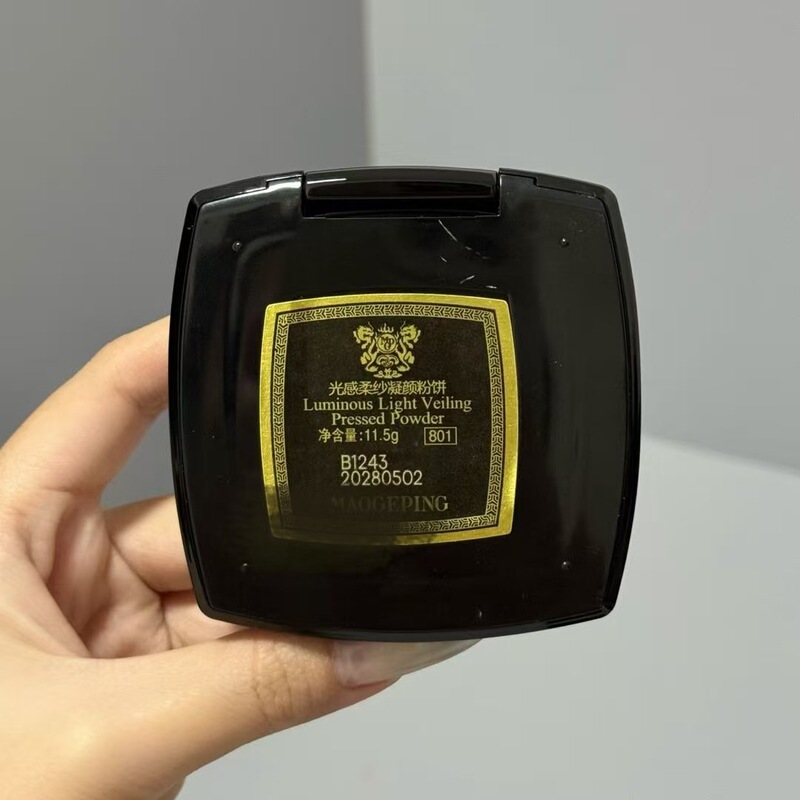 光感柔纱凝颜粉饼
Luminous Light Veiling
Pressed Powder
净含量:11.5g 801
B1243
20280502
MAOGEPING